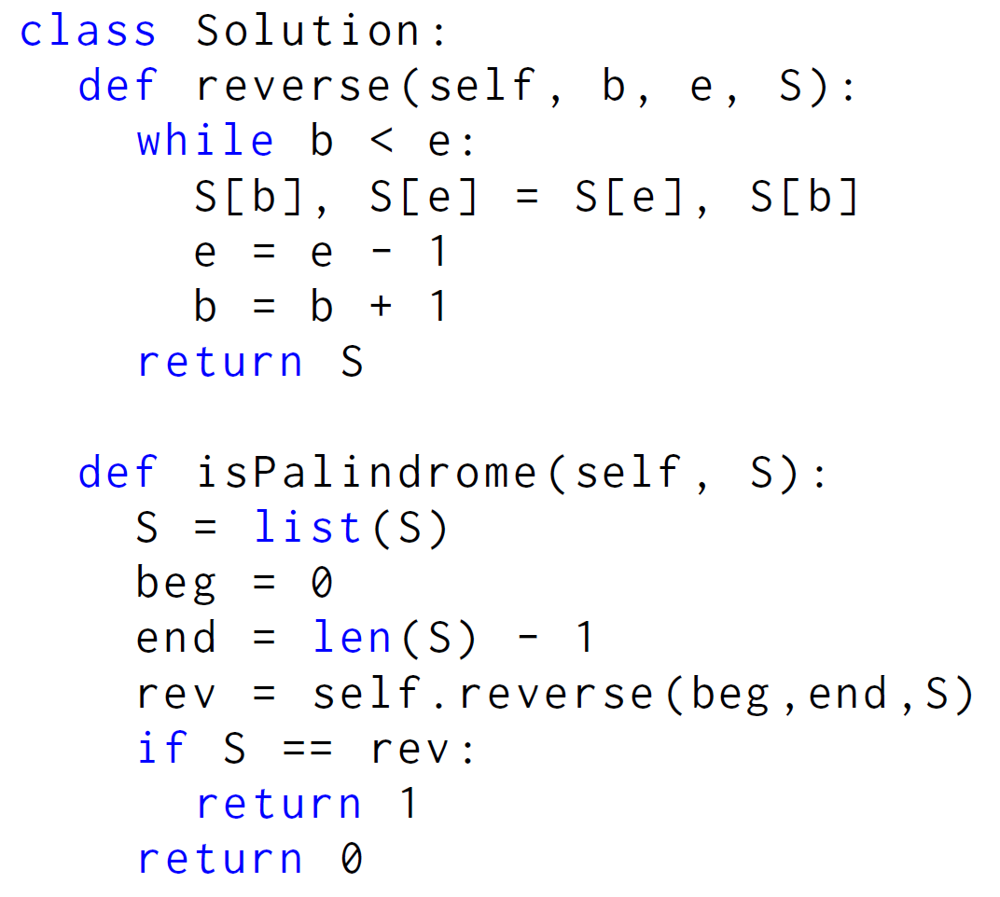 class Solution:
  def reverse(self, b, e, S):
    while b < e:
      S[b], S[e] = S[e], S[b]
      e = e - 1
      b = b + 1
    return S

  def isPalindrome(self, S):
    S = list(S)
    beg = 0
    end = len(S) - 1
    rev = self.reverse(beg,end,S)
    if S == rev:
      return 1
    return 0